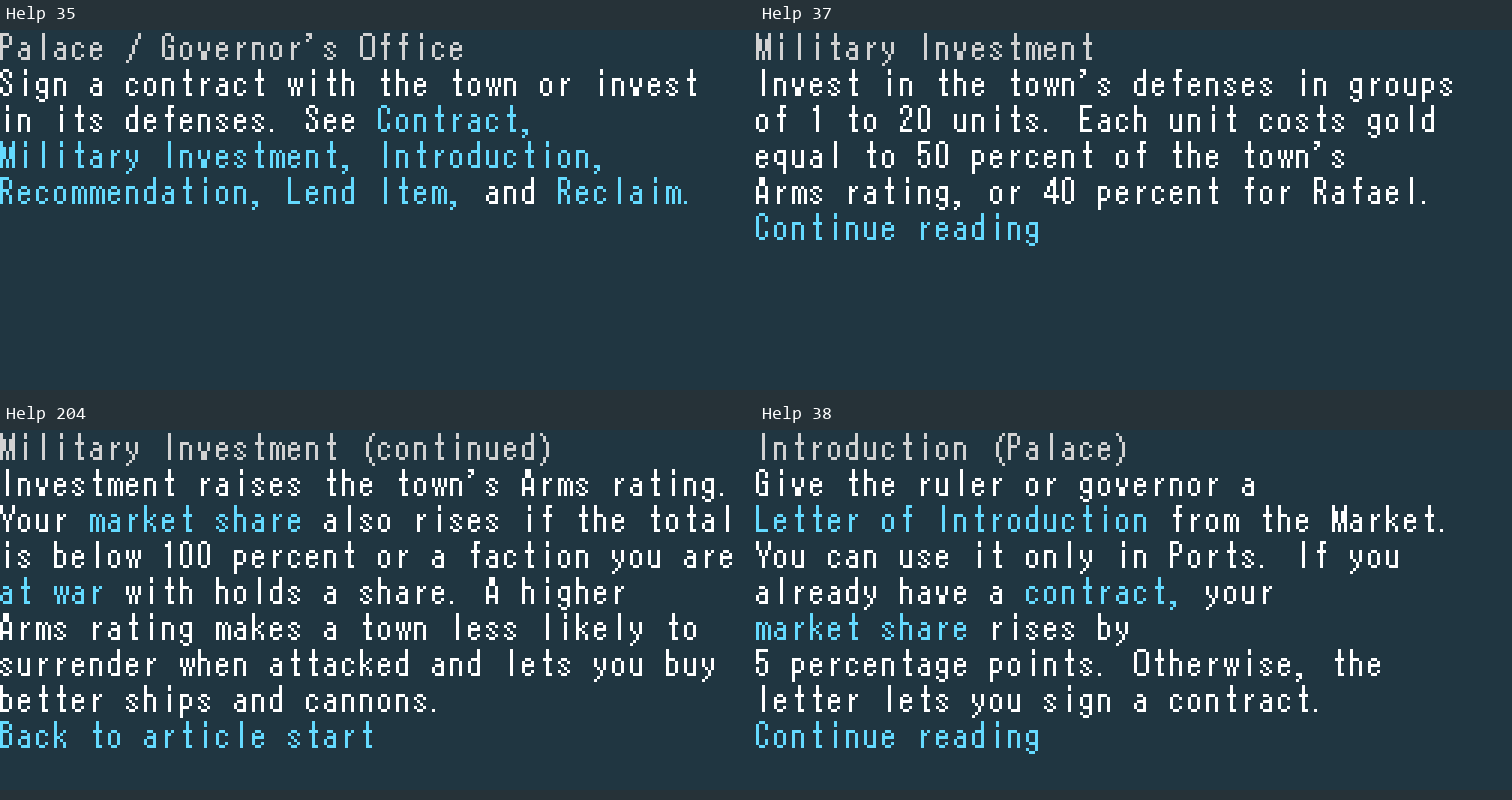 Help 35
Palace / Governor's Office
Sign a contract with the town or invest
in its defenses. See Contract,
Military Investment, Introduction,
Recommendation, Lend Item, and Reclaim.
Help 37
Military Investment
Invest in the town's defenses in groups
of 1 to 20 units. Each unit costs gold
equal to 50 percent of the town's
Arms rating, or 40 percent for Rafael.
Continue reading
Help 204
Military Investment (continued)
Investment raises the town's Arms rating.
Your market share also rises if the total
is below 100 percent or a faction you are
at war with holds a share. A higher
Arms rating makes a town less likely to
surrender when attacked and lets you buy
better ships and cannons.
Back to article start
Help 38
Introduction (Palace)
Give the ruler or governor a
Letter of Introduction from the Market.
You can use it only in Ports. If you
already have a contract, your
market share rises by
5 percentage points. Otherwise, the
letter lets you sign a contract.
Continue reading